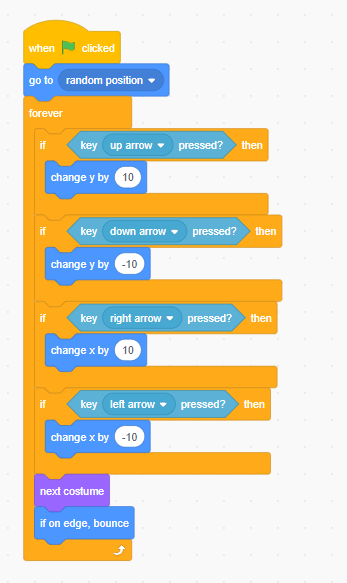 when clicked
go to random position
forever
if key up arrow pressed? then
change y by 10
if key down arrow pressed? then
change y by -10
if key right arrow pressed? then
change x by 10
if key left arrow pressed? then
change x by -10
next costume
if on edge, bounce